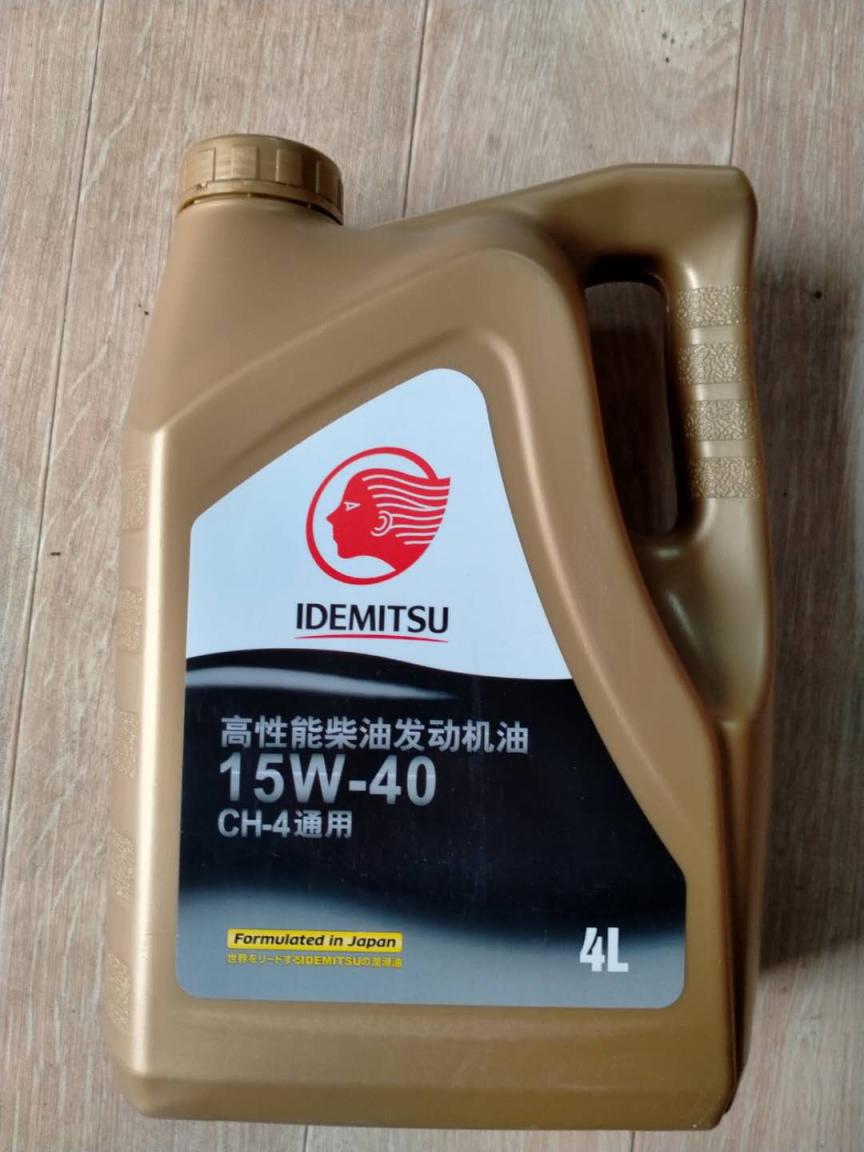 IDEMITSU
高性能柴油发动机油
15W-40
CH-4通用
Formulated in Japan
世界をリードするIDEMITSUの潤滑油
4L